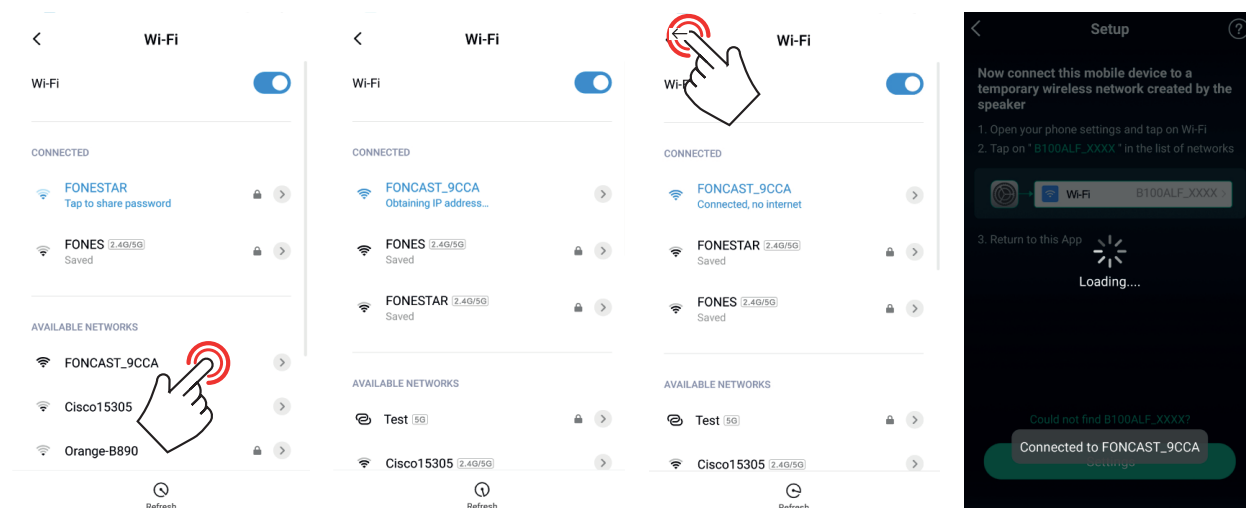 Wi-Fi
Wi-Fi
CONNECTED
FONESTAR
Tap to share password
FONES 2.4G/5G
Saved
AVAILABLE NETWORKS
FONCAST_9CCA
Cisco15305
Orange-B890
Refresh
Wi-Fi
Wi-Fi
CONNECTED
FONCAST_9CCA
Obtaining IP address...
FONES 2.4G/5G
Saved
FONESTAR 2.4G/5G
Saved
AVAILABLE NETWORKS
Test 5G
Cisco15305 2.4G/5G
Refresh
Wi-Fi
Wi-Fi
CONNECTED
FONCAST_9CCA
Connected, no internet
FONESTAR 2.4G/5G
Saved
FONES 2.4G/5G
Saved
AVAILABLE NETWORKS
Test 5G
Cisco15305 2.4G/5G
Refresh
Setup ?
Now connect this mobile device to a
temporary wireless network created by the
speaker
1. Open your phone settings and tap on Wi-Fi
2. Tap on " B100ALF_XXXX " in the list of networks
Wi-Fi B100ALF_XXXX >
3. Return to this App
Loading....
Could not find B100ALF_XXXX?
Connected to FONCAST_9CCA
Settings